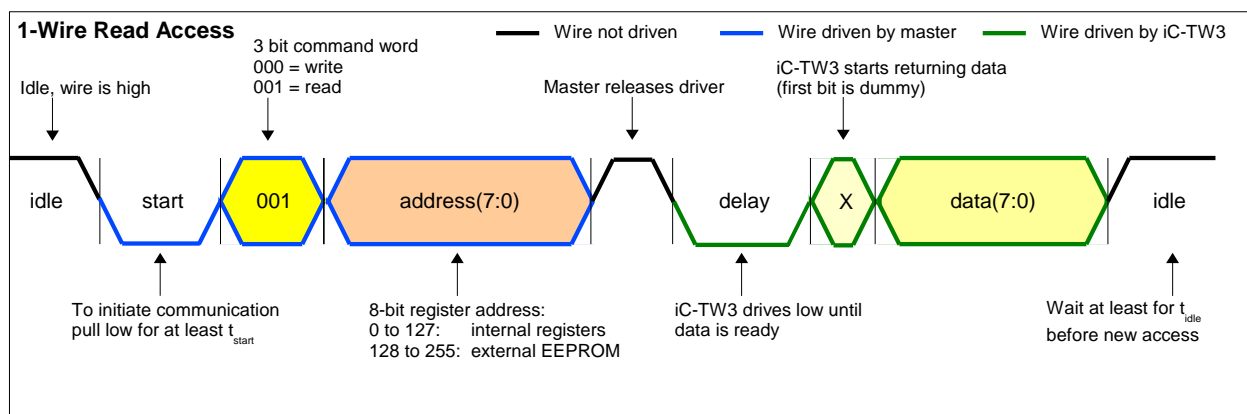 1-Wire Read Access
Wire not driven
Wire driven by master
Wire driven by iC-TW3
3 bit command word
000 = write
001 = read
iC-TW3 starts returning data
(first bit is dummy)
Idle, wire is high
Master releases driver
idle
start
001
address(7:0)
delay
X
data(7:0)
idle
To initiate communication
pull low for at least tstart
8-bit register address:
0 to 127: internal registers
128 to 255: external EEPROM
iC-TW3 drives low until
data is ready
Wait at least for tidle
before new access